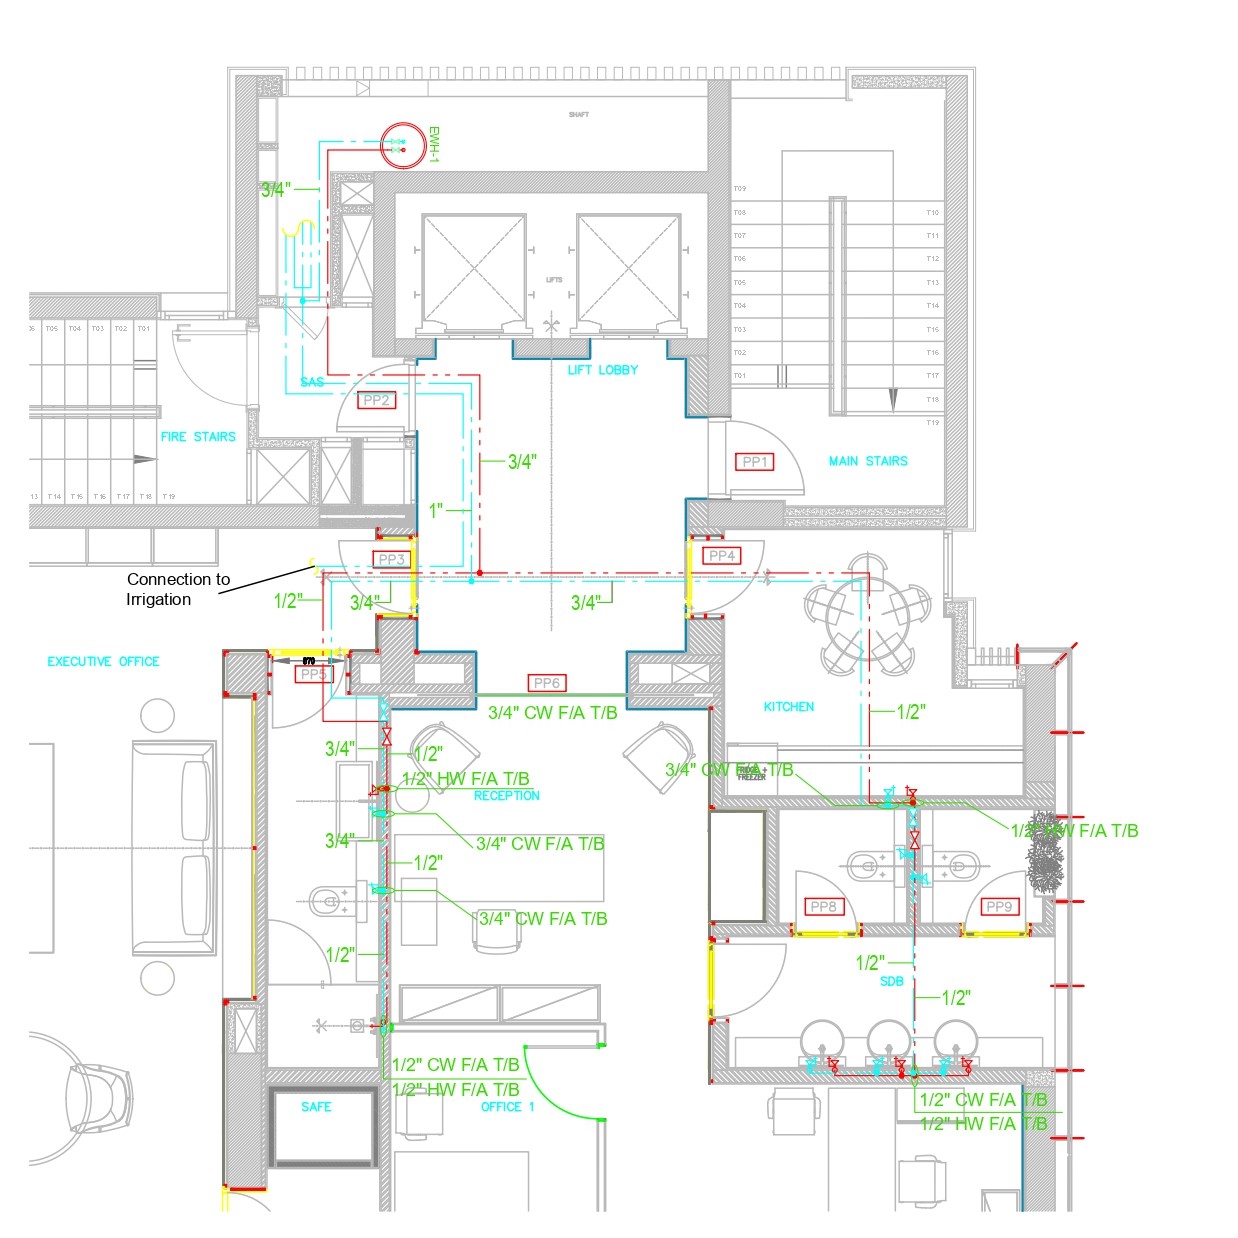 SHAFT
EWH-1
3/4"
T09
T08
T10
T07
T11
T06
T12
T05
T13
T04
T14
LIFTS
T05
T04
T03
T02
T01
T03
T15
T02
T16
LIFT LOBBY
T01
T17
SAS
PP2
T18
T19
FIRE STAIRS
3/4"
PP1
MAIN STAIRS
13
T14
T15
T16
T17
T18
T19
1"
PP3
PP4
Connection to
Irrigation
1/2"
3/4"
3/4"
EXECUTIVE OFFICE
870
PP5
PP6
3/4" CW F/A T/B
KITCHEN
1/2"
3/4"
1/2"
3/4" CW F/A T/B
FRIDGE +
FREEZER
1/2" HW F/A T/B
RECEPTION
3/4"
3/4" CW F/A T/B
1/2" HW F/A T/B
1/2"
PP8
PP9
3/4" CW F/A T/B
1/2"
1/2"
SDB
1/2"
1/2" CW F/A T/B
1/2" HW F/A T/B
SAFE
OFFICE 1
1/2" CW F/A T/B
1/2" HW F/A T/B